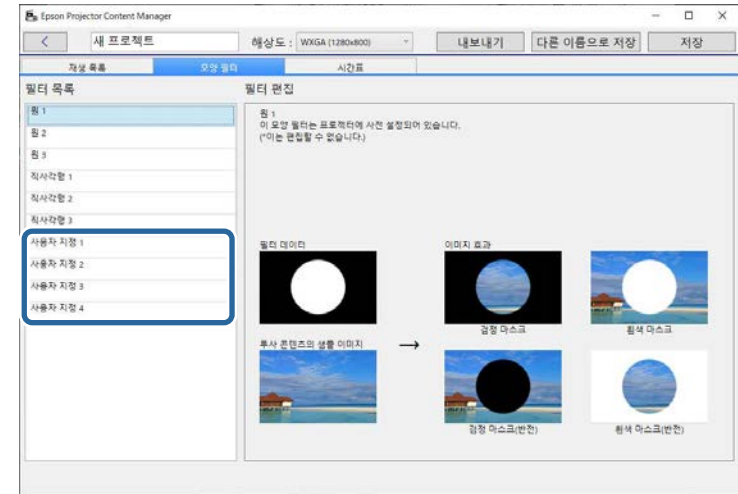 Epson Projector Content Manager
새 프로젝트 해상도 : WXGA (1280x800) 내보내기 다른 이름으로 저장 저장
재생 목록 모양 필터 시간표
필터 목록 필터 편집
원 1
원 2
원 3
직사각형 1
직사각형 2
직사각형 3
사용자 지정 1
사용자 지정 2
사용자 지정 3
사용자 지정 4
원 1
이 모양 필터는 프로젝터에 사전 설정되어 있습니다.
(*이는 편집할 수 없습니다.)
필터 데이터 이미지 효과
검정 마스크 흰색 마스크
투사 콘텐츠의 샘플 이미지 →
검정 마스크(반전) 흰색 마스크(반전)